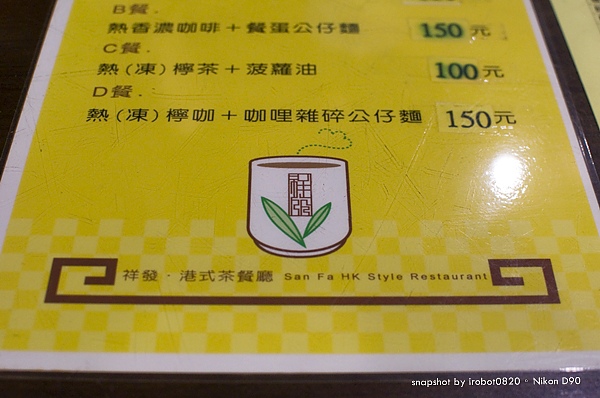 B餐.
熱香濃咖啡+餐蛋公仔麵 150元
C餐.
熱(凍)檸茶+菠蘿油 100元
D餐.
熱(凍)檸咖+咖哩雜碎公仔麵 150元
祥發
祥發·港式茶餐廳 San Fa HK Style Restaurant
snapshot by irobot0820。Nikon D90